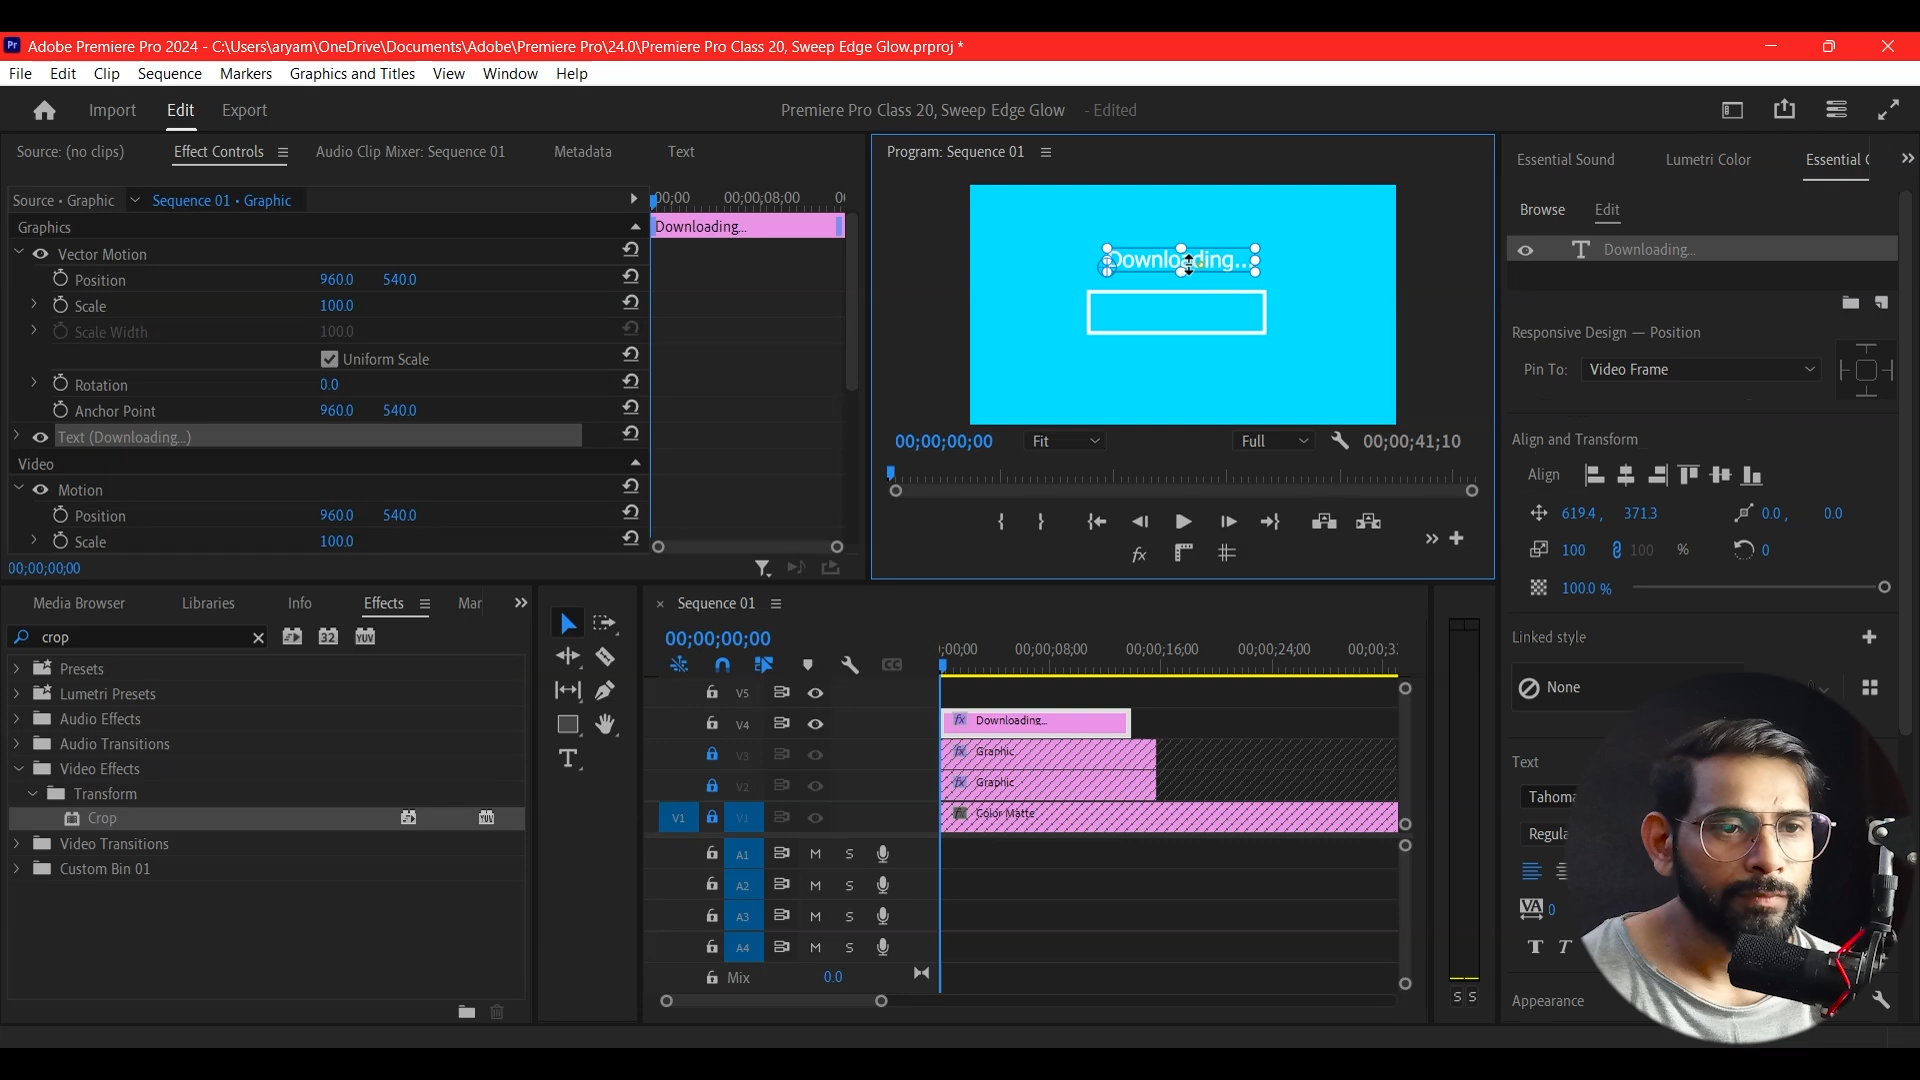 Pr Adobe Premiere Pro 2024 - C:\Users\aryam\OneDrive\Documents\Adobe\Premiere Pro\24.0\Premiere Pro Class 20, Sweep Edge Glow.prproj *
File Edit Clip Sequence Markers Graphics and Titles View Window Help
Import Edit Export
Premiere Pro Class 20, Sweep Edge Glow - Edited
Source: (no clips) Effect Controls Audio Clip Mixer: Sequence 01 Metadata Text
Source • Graphic Sequence 01 • Graphic
Graphics
Vector Motion
Position 960.0 540.0
Scale 100.0
Scale Width 100.0
Uniform Scale
Rotation 0.0
Anchor Point 960.0 540.0
Text (Downloading...)
Video
Motion
Position 960.0 540.0
Scale 100.0
00;00;00;00
00;00;08;00
Downloading...
Program: Sequence 01
Downloading...
00;00;00;00 Fit Full 00;00;41;10
Essential Sound Lumetri Color
Browse Edit
Downloading...
Responsive Design — Position
Pin To: Video Frame
Align and Transform
Align
619.4 , 371.3 0.0 , 0.0
100 100 % 0
100.0 %
Linked style
None
Text
Tahoma
Appearance
0
Media Browser Libraries Info Effects
crop
32 YUV
Presets
Lumetri Presets
Audio Effects
Audio Transitions
Video Effects
Transform
Crop
Video Transitions
Custom Bin 01
× Sequence 01
00;00;00;00
00;00;08;00 00;00;16;00 00;00;24;00
V5
V4 Downloading...
V3 Graphic
V2 Graphic
V1 V1 Color Matte
A1 M S
A2 M S
A3 M S
A4 M S
Mix 0.0
S S